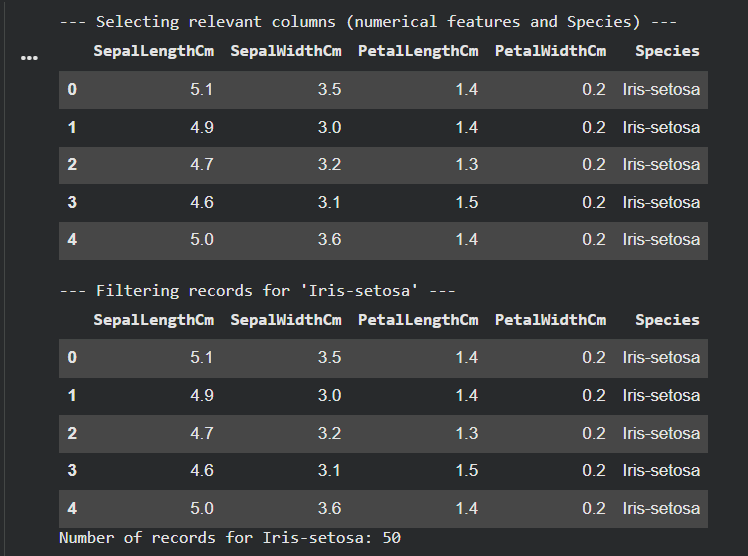 --- Selecting relevant columns (numerical features and Species) ---
SepalLengthCm SepalWidthCm PetalLengthCm PetalWidthCm Species
0 5.1 3.5 1.4 0.2 Iris-setosa
1 4.9 3.0 1.4 0.2 Iris-setosa
2 4.7 3.2 1.3 0.2 Iris-setosa
3 4.6 3.1 1.5 0.2 Iris-setosa
4 5.0 3.6 1.4 0.2 Iris-setosa
--- Filtering records for 'Iris-setosa' ---
SepalLengthCm SepalWidthCm PetalLengthCm PetalWidthCm Species
0 5.1 3.5 1.4 0.2 Iris-setosa
1 4.9 3.0 1.4 0.2 Iris-setosa
2 4.7 3.2 1.3 0.2 Iris-setosa
3 4.6 3.1 1.5 0.2 Iris-setosa
4 5.0 3.6 1.4 0.2 Iris-setosa
Number of records for Iris-setosa: 50